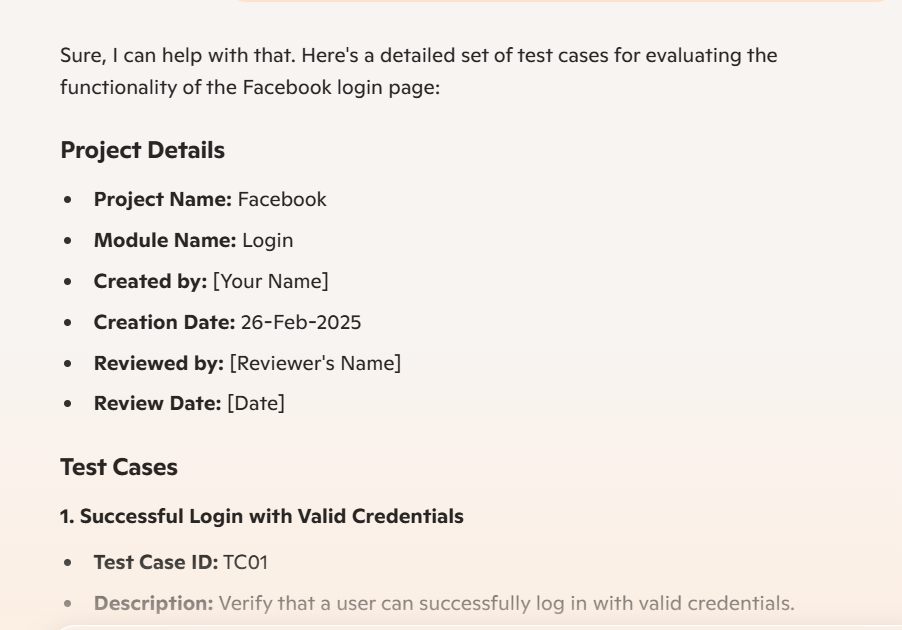 Sure, I can help with that. Here's a detailed set of test cases for evaluating the
functionality of the Facebook login page:
Project Details
• Project Name: Facebook
• Module Name: Login
• Created by: [Your Name]
• Creation Date: 26-Feb-2025
• Reviewed by: [Reviewer's Name]
• Review Date: [Date]
Test Cases
1. Successful Login with Valid Credentials
• Test Case ID: TC01
• Description: Verify that a user can successfully log in with valid credentials.